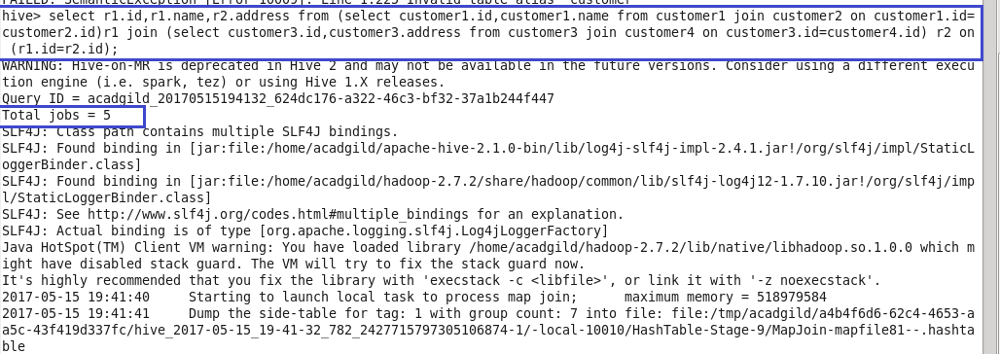 FAILED: SemanticException [Error 10009]: Line 1:225 Invalid table alias 'customer
hive> select r1.id,r1.name,r2.address from (select customer1.id,customer1.name from customer1 join customer2 on customer1.id=
customer2.id)r1 join (select customer3.id,customer3.address from customer3 join customer4 on customer3.id=customer4.id) r2 on
(r1.id=r2.id);
WARNING: Hive-on-MR is deprecated in Hive 2 and may not be available in the future versions. Consider using a different execu
tion engine (i.e. spark, tez) or using Hive 1.X releases.
Query ID = acadgild_20170515194132_624dc176-a322-46c3-bf32-37a1b244f447
Total jobs = 5
SLF4J: Class path contains multiple SLF4J bindings.
SLF4J: Found binding in [jar:file:/home/acadgild/apache-hive-2.1.0-bin/lib/log4j-slf4j-impl-2.4.1.jar!/org/slf4j/impl/StaticL
oggerBinder.class]
SLF4J: Found binding in [jar:file:/home/acadgild/hadoop-2.7.2/share/hadoop/common/lib/slf4j-log4j12-1.7.10.jar!/org/slf4j/imp
l/StaticLoggerBinder.class]
SLF4J: See http://www.slf4j.org/codes.html#multiple_bindings for an explanation.
SLF4J: Actual binding is of type [org.apache.logging.slf4j.Log4jLoggerFactory]
Java HotSpot(TM) Client VM warning: You have loaded library /home/acadgild/hadoop-2.7.2/lib/native/libhadoop.so.1.0.0 which m
ight have disabled stack guard. The VM will try to fix the stack guard now.
It's highly recommended that you fix the library with 'execstack -c <libfile>', or link it with '-z noexecstack'.
2017-05-15 19:41:40     Starting to launch local task to process map join;      maximum memory = 518979584
2017-05-15 19:41:41     Dump the side-table for tag: 1 with group count: 7 into file: file:/tmp/acadgild/a4b4f6d6-62c4-4653-a
a5c-43f419d337fc/hive_2017-05-15_19-41-32_782_2427715797305106874-1/-local-10010/HashTable-Stage-9/MapJoin-mapfile81--.hashta
ble